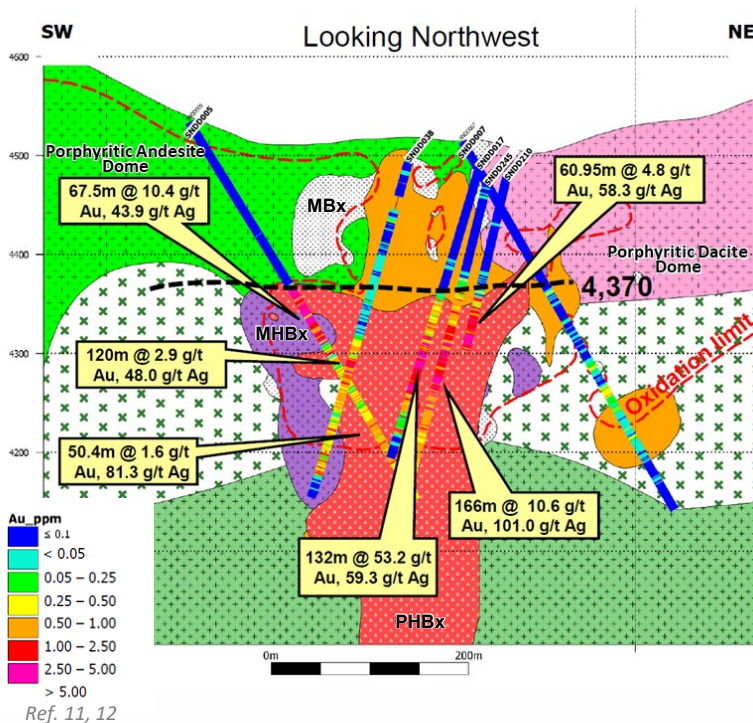 SW
Looking Northwest
NE
4600
4500
4400
4300
4200
SNDD005
SNDD038
SNDD007
SNDD017
SNDD245
SNDD210
Porphyritic Andesite
Dome
67.5m @ 10.4 g/t
Au, 43.9 g/t Ag
MBx
60.95m @ 4.8 g/t
Au, 58.3 g/t Ag
Porphyritic Dacite
Dome
4,370
MHBx
120m @ 2.9 g/t
Au, 48.0 g/t Ag
Oxidation limit
50.4m @ 1.6 g/t
Au, 81.3 g/t Ag
166m @ 10.6 g/t
Au, 101.0 g/t Ag
132m @ 53.2 g/t
Au, 59.3 g/t Ag
PHBx
Au_ppm
≤ 0.1
< 0.05
0.05 - 0.25
0.25 - 0.50
0.50 - 1.00
1.00 - 2.50
2.50 - 5.00
> 5.00
0m
200m
Ref. 11, 12